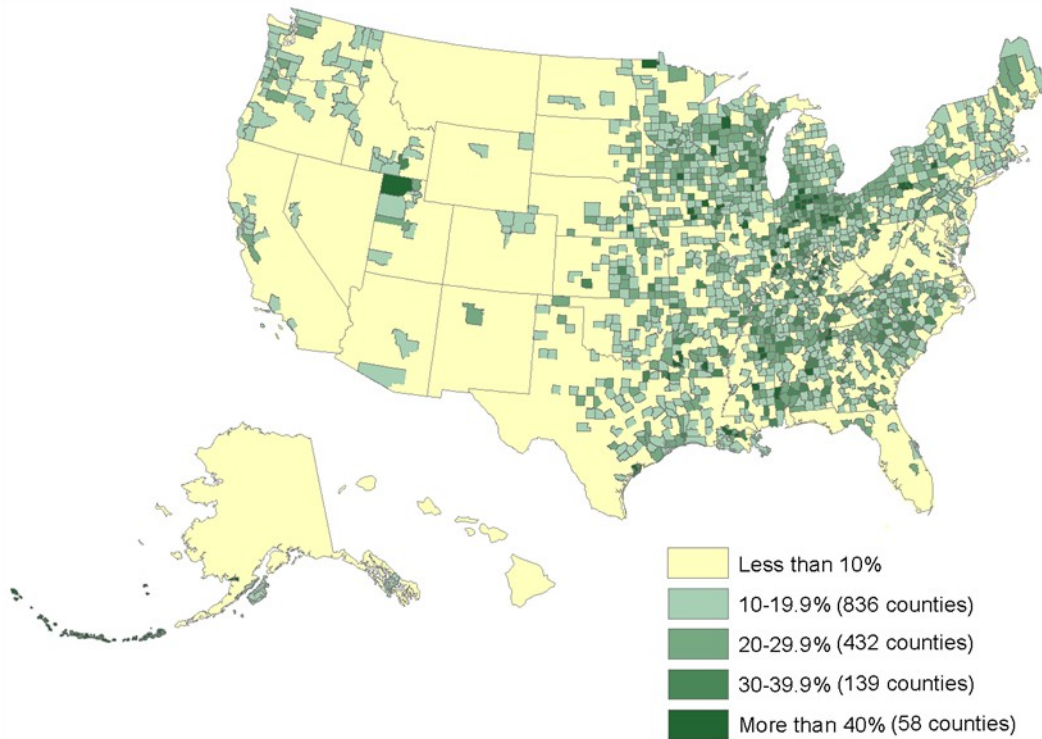 Less than 10%
10-19.9% (836 counties)
20-29.9% (432 counties)
30-39.9% (139 counties)
More than 40% (58 counties)